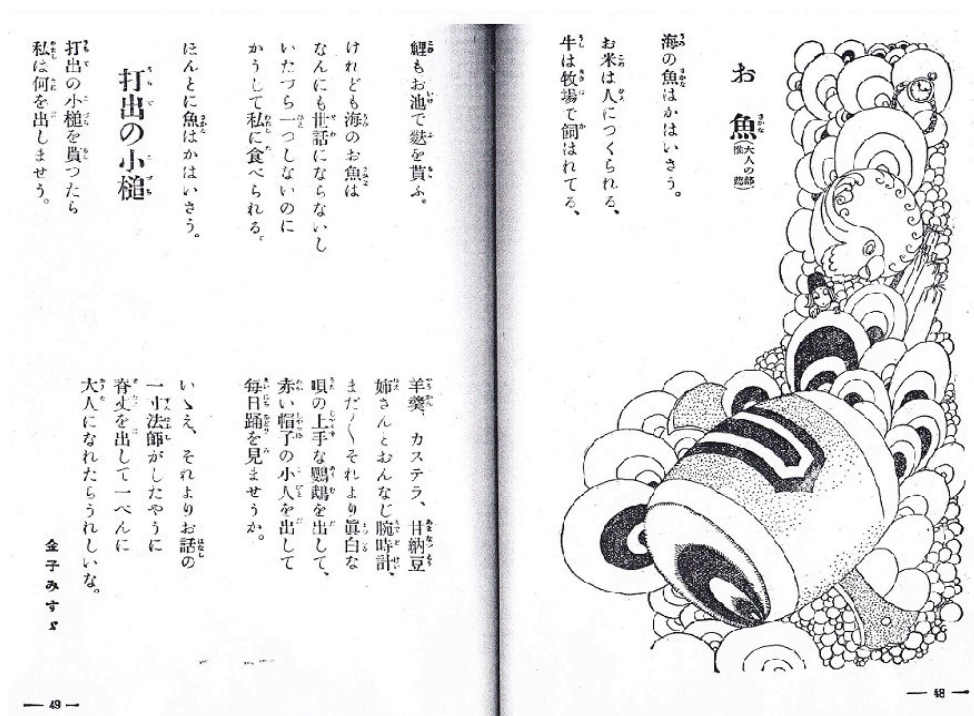 お魚
(大人の部
推薦)
海の魚はかはいさう。
お米は人につくられる、
牛は牧場で飼はれてる、
— 48 —
鯉もお池で麩を貰ふ。
けれども海のお魚は
なんにも世話にならないし
いたづら一つしないのに
かうして私に食べられる。
ほんとに魚はかはいさう。
打出の小槌
打出の小槌を貰つたら
私は何を出しませう。
羊羹、カステラ、甘納豆
姉さんとおんなじ腕時計、
まだ〳〵それより眞白な
唄の上手な鸚鵡を出して、
赤い帽子の小人を出して
毎日踊を見ませうか。
いゝえ、それよりお話の
一寸法師がしたやうに
脊丈を出して一ぺんに
大人になれたらうれしいな。
金子みすゞ
— 49 —